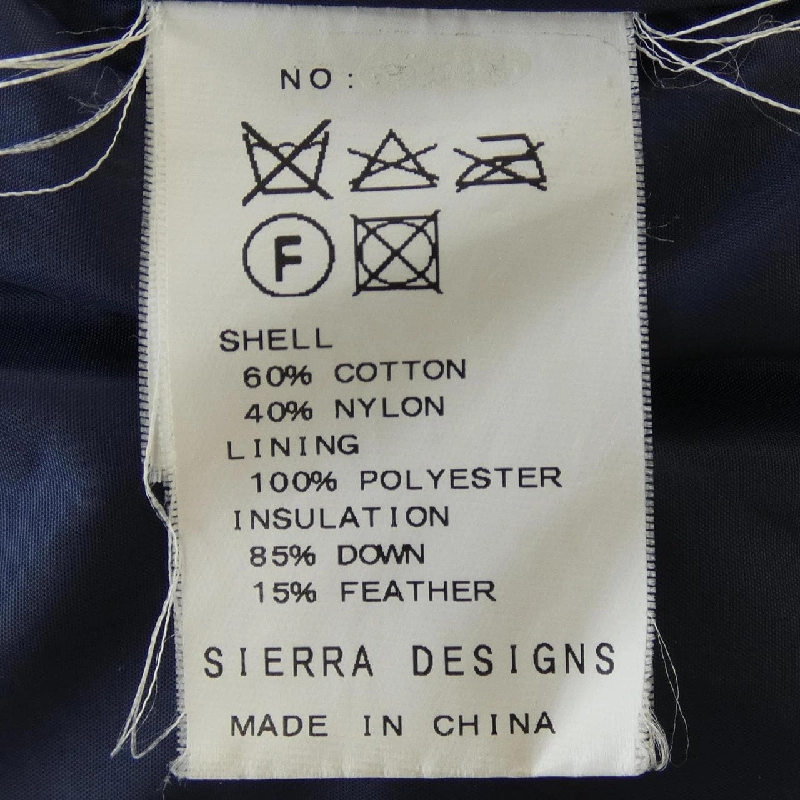 NO:
F
SHELL
60% COTTON
40% NYLON
LINING
100% POLYESTER
INSULATION
85% DOWN
15% FEATHER
SIERRA DESIGNS
MADE IN CHINA